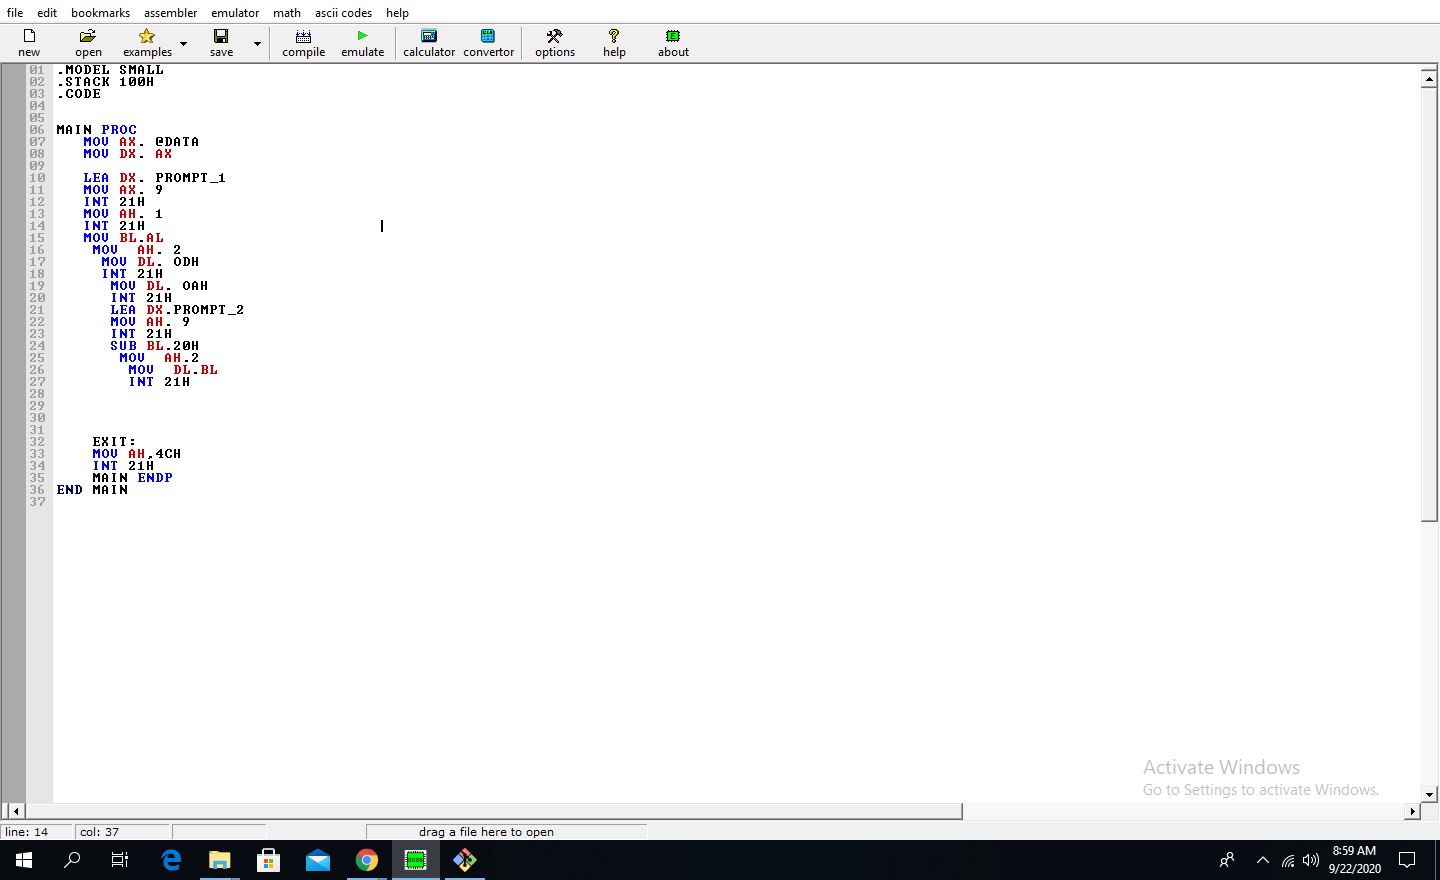 file edit bookmarks assembler emulator math ascii codes help
new open examples save compile emulate calculator convertor options help about
01 .MODEL SMALL
02 .STACK 100H
03 .CODE
04
05
06 MAIN PROC
07 MOV AX. @DATA
08 MOV DX. AX
09
10 LEA DX. PROMPT_1
11 MOV AX. 9
12 INT 21H
13 MOV AH. 1
14 INT 21H
15 MOV BL.AL
16 MOV AH. 2
17 MOV DL. ODH
18 INT 21H
19 MOV DL. OAH
20 INT 21H
21 LEA DX.PROMPT_2
22 MOV AH. 9
23 INT 21H
24 SUB BL.20H
25 MOV AH.2
26 MOV DL.BL
27 INT 21H
28
29
30
31
32 EXIT:
33 MOV AH,4CH
34 INT 21H
35 MAIN ENDP
36 END MAIN
37
Activate Windows
Go to Settings to activate Windows.
line: 14 col: 37 drag a file here to open
8086
8:59 AM
9/22/2020